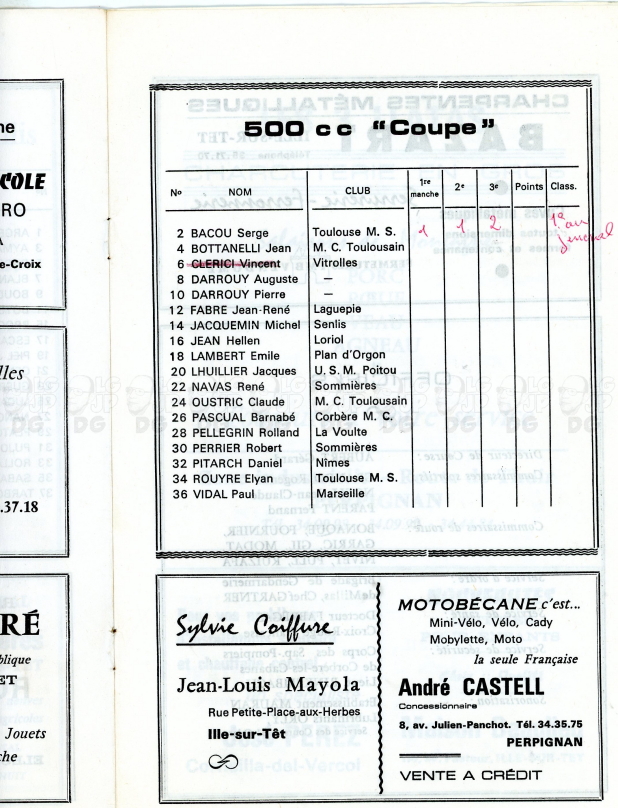 ne
COLE
RO
A
e-Croix
lles
.37.18
RÉ
blique
ET
Jouets
che
500 cc "Coupe"
No NOM CLUB 1re manche 2e 3e Points Class.
2 BACOU Serge Toulouse M. S. 1 1 2 1er au
general
4 BOTTANELLI Jean M. C. Toulousain
6 CLERICI Vincent Vitrolles
8 DARROUY Auguste —
10 DARROUY Pierre —
12 FABRE Jean-René Laguepie
14 JACQUEMIN Michel Senlis
16 JEAN Hellen Loriol
18 LAMBERT Emile Plan d'Orgon
20 LHUILLIER Jacques U. S. M. Poitou
22 NAVAS René Sommières
24 OUSTRIC Claude M. C. Toulousain
26 PASCUAL Barnabé Corbère M. C.
28 PELLEGRIN Rolland La Voulte
30 PERRIER Robert Sommières
32 PITARCH Daniel Nîmes
34 ROUYRE Elyan Toulouse M. S.
36 VIDAL Paul Marseille
Sylvie Coiffure
Jean-Louis Mayola
Rue Petite-Place-aux-Herbes
Ille-sur-Têt
MOTOBÉCANE c'est...
Mini-Vélo, Vélo, Cady
Mobylette, Moto
la seule Française
André CASTELL
Concessionnaire
8, av. Julien-Panchot. Tél. 34.35.75
PERPIGNAN
VENTE A CRÉDIT